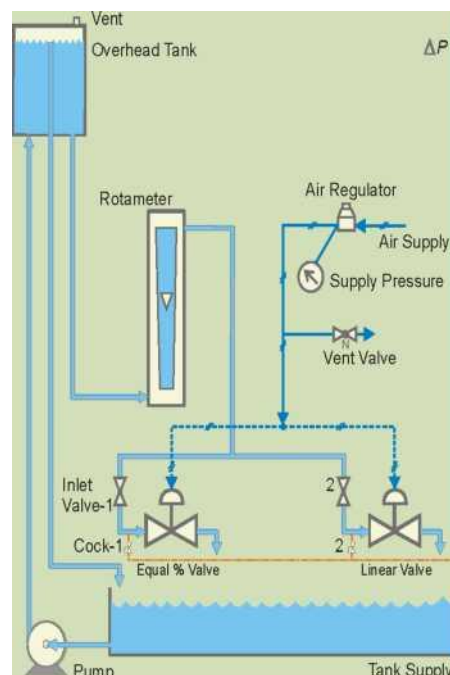 Vent
Overhead Tank
ΔP
Rotameter
Air Regulator
Air Supply
Supply Pressure
N
Vent Valve
Inlet
Valve-1
2
Cock-1
2
Equal % Valve
Linear Valve
Pump
Tank Supply